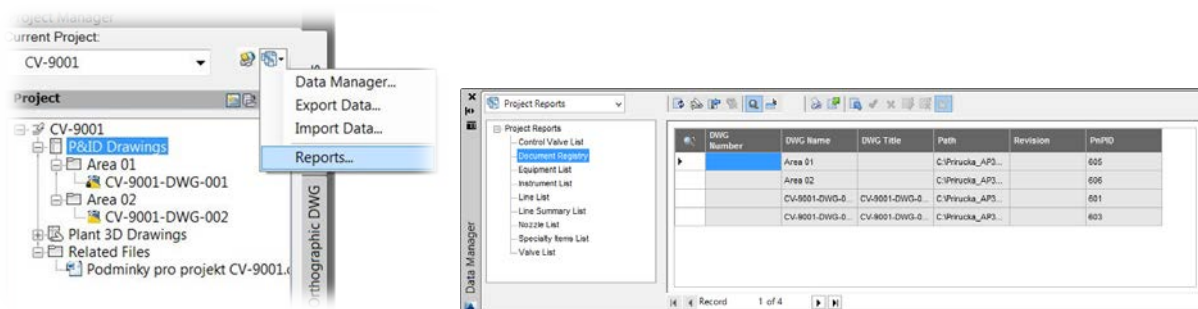 Project Manager
Current Project:
CV-9001
Data Manager...
Export Data...
Import Data...
Reports...
Project
CV-9001
P&ID Drawings
Area 01
CV-9001-DWG-001
Area 02
CV-9001-DWG-002
Plant 3D Drawings
Related Files
Podminky pro projekt CV-9001.
Orthographic DWG
Project Reports
Project Reports
Control Valve List
Document Registry
Equipment List
Instrument List
Line List
Line Summary List
Nozzle List
Specialty Items List
Valve List
Data Manager
DWG Number DWG Name DWG Title Path Revision PnPID
Area 01 C:\Prirucka_AP3... 605
Area 02 C:\Prirucka_AP3... 606
CV-9001-DWG-0... CV-9001-DWG-0... C:\Prirucka_AP3... 601
CV-9001-DWG-0... CV-9001-DWG-0... C:\Prirucka_AP3... 603
Record 1 of 4